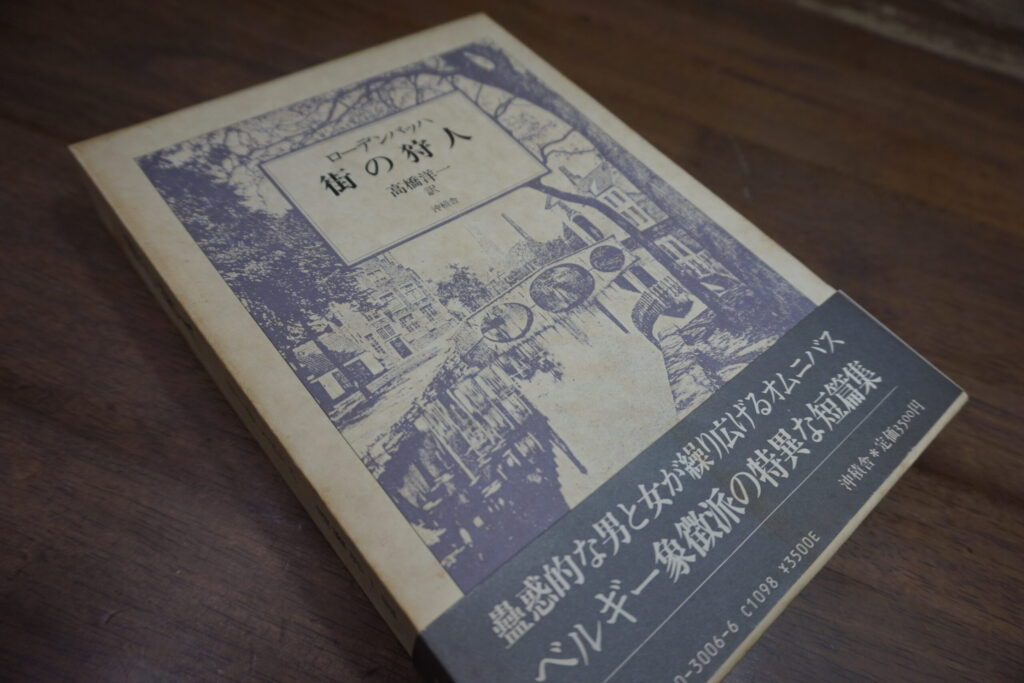 ローデンバッハ
街の狩人
高橋洋一
訳
沖積舎
蠱惑的な男と女が繰り広げるオムニバス
ベルギー象徴派の特異な短篇集
沖積舎*定価3500円
0-3006-6 C1098 ¥3500E